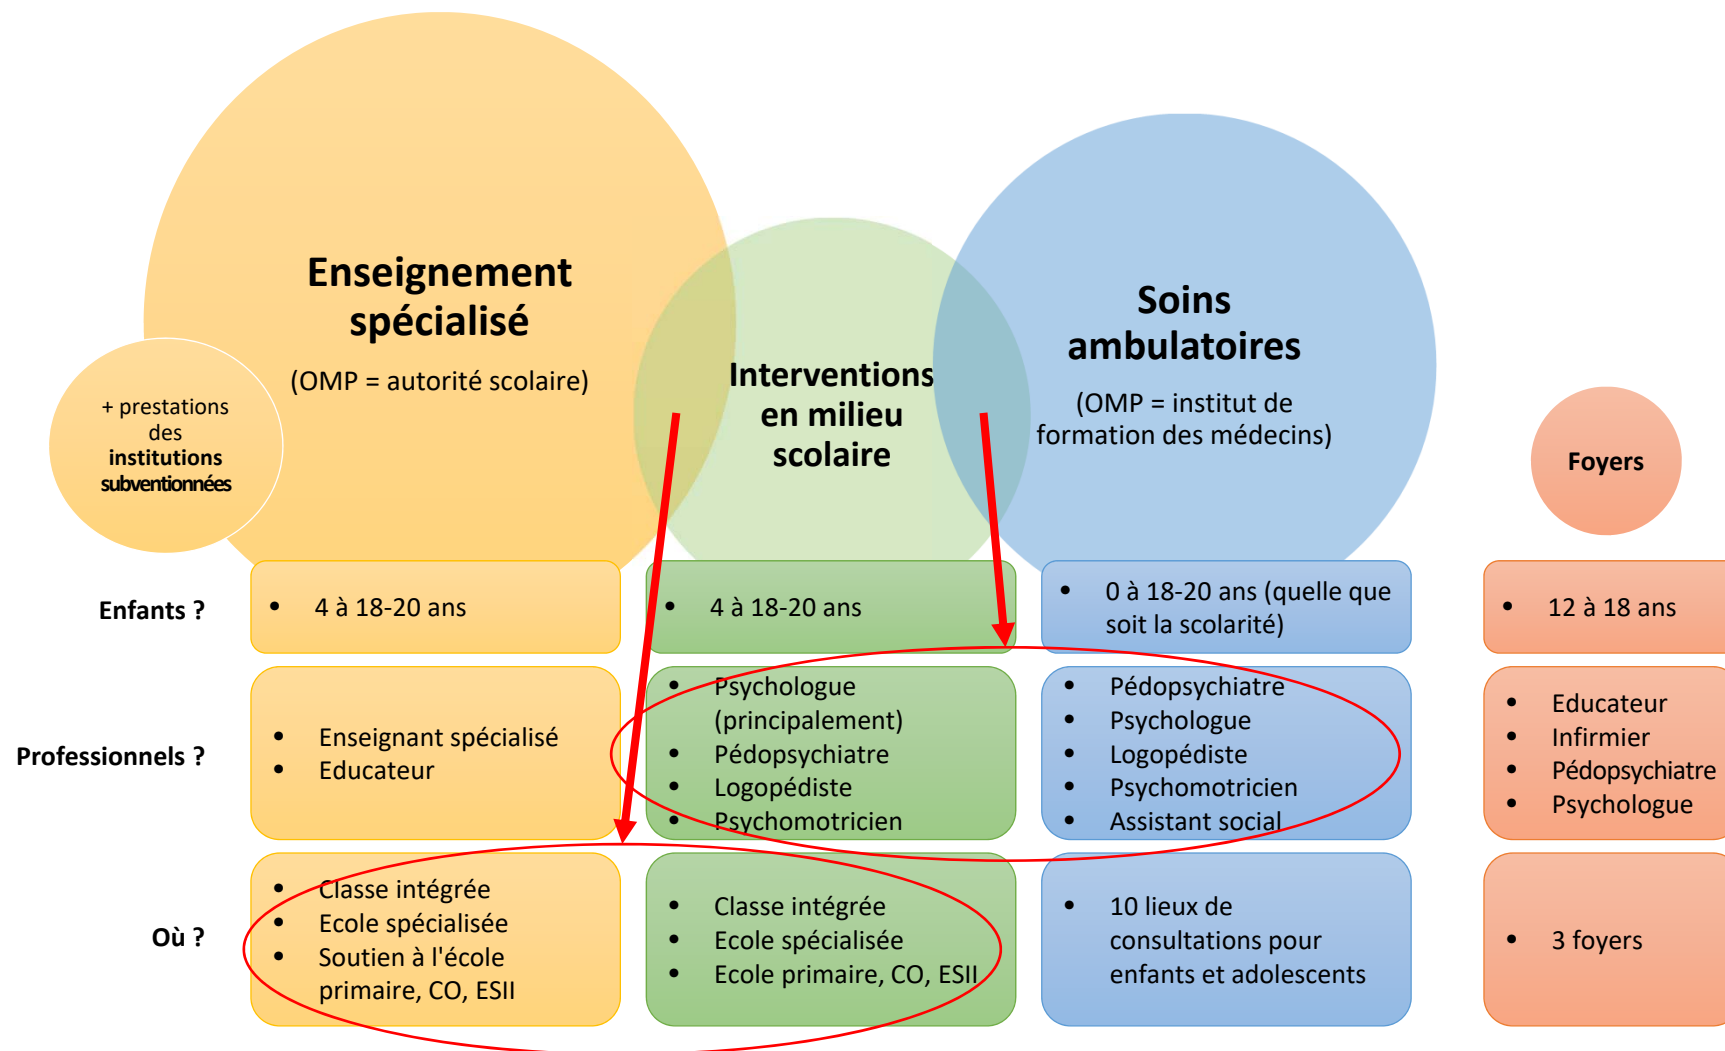 Enseignement
spécialisé
(OMP = autorité scolaire)
+ prestations
des
institutions
subventionnées
Interventions
en milieu
scolaire
Soins
ambulatoires
(OMP = institut de
formation des médecins)
Foyers
Enfants ?
• 4 à 18-20 ans
• 4 à 18-20 ans
• 0 à 18-20 ans (quelle que
soit la scolarité)
• 12 à 18 ans
Professionnels ?
• Enseignant spécialisé
• Educateur
• Psychologue
(principalement)
• Pédopsychiatre
• Logopédiste
• Psychomotricien
• Pédopsychiatre
• Psychologue
• Logopédiste
• Psychomotricien
• Assistant social
• Educateur
• Infirmier
• Pédopsychiatre
• Psychologue
Où ?
• Classe intégrée
• Ecole spécialisée
• Soutien à l'école
primaire, CO, ESII
• Classe intégrée
• Ecole spécialisée
• Ecole primaire, CO, ESII
• 10 lieux de
consultations pour
enfants et adolescents
• 3 foyers